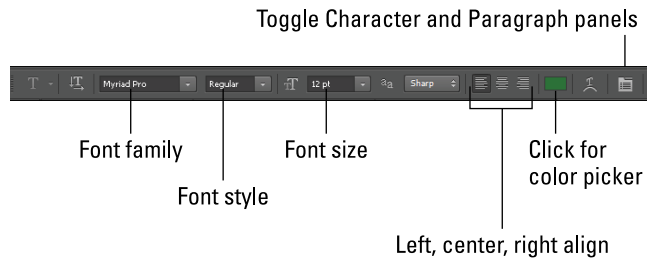 Toggle Character and Paragraph panels
T T Myriad Pro Regular T 12 pt aa Sharp T
Font family
Font size
Click for
color picker
Font style
Left, center, right align